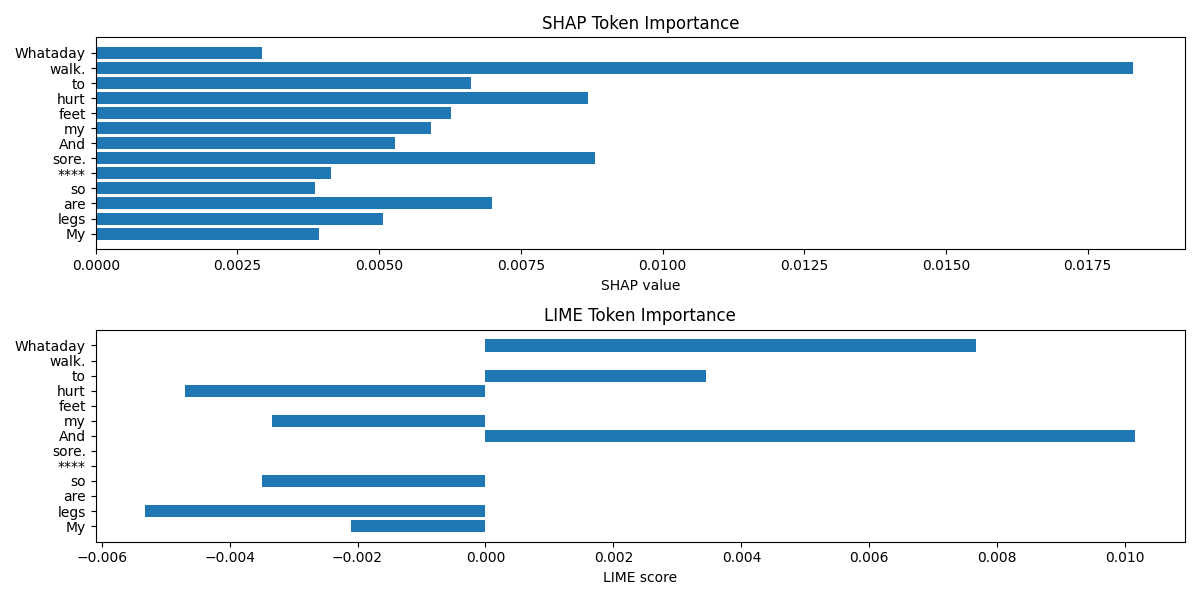 SHAP Token Importance
Whataday
walk.
to
hurt
feet
my
And
sore.
****
so
are
legs
My
0.0000 0.0025 0.0050 0.0075 0.0100 0.0125 0.0150 0.0175
SHAP value
LIME Token Importance
Whataday
walk.
to
hurt
feet
my
And
sore.
****
so
are
legs
My
−0.006 −0.004 −0.002 0.000 0.002 0.004 0.006 0.008 0.010
LIME score